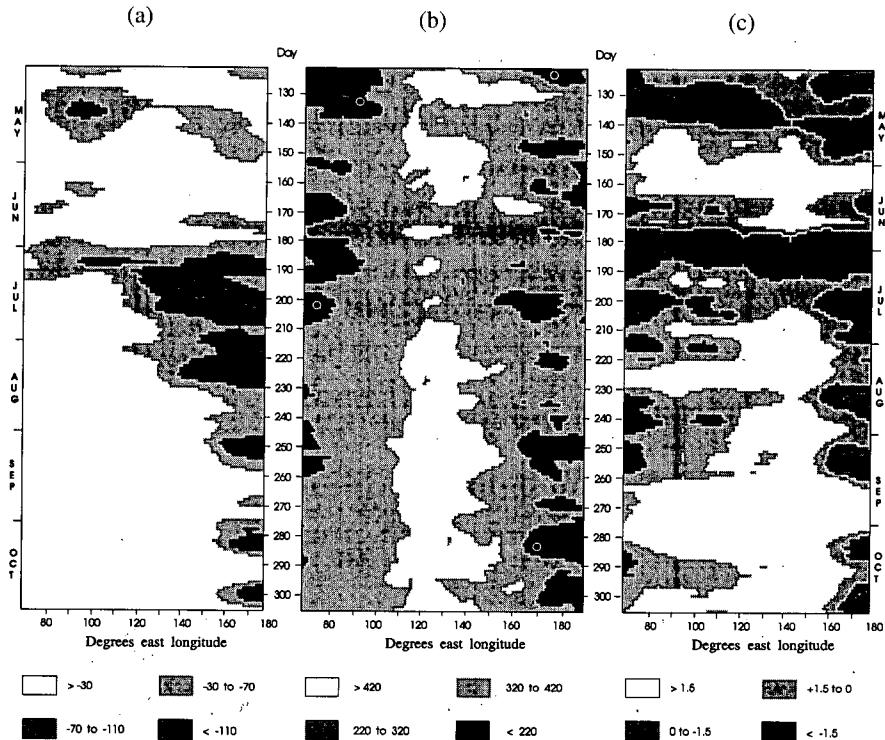 (a) (b) (c)
Day Day
130 130
140 140
150 150
160 160
170 170
180 180
190 190
200 200
210 210
220 220
230 230
240 240
250 250
260 260
270 270
280 280
290 290
300 300
MAY MAY
JUN JUN
JUL JUL
AUG AUG
SEP SEP
OCT OCT
80 100 120 140 160 180 80 100 120 140 160 180 80 100 120 140 160 180
Degrees east longitude Degrees east longitude Degrees east longitude
> -30 -30 to -70 > 420 320 to 420 > 1.5 +1.5 to 0
-70 to -110 < -110 220 to 320 < 220 0 to -1.5 < -1.5